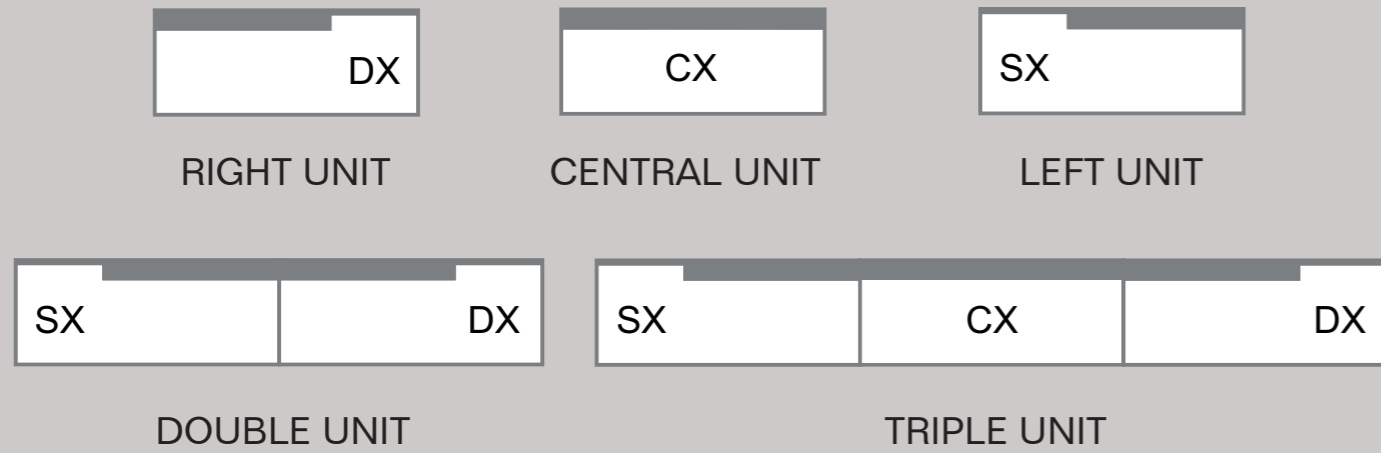 DX
CX
SX
RIGHT UNIT
CENTRAL UNIT
LEFT UNIT
SX
DX
SX
CX
DX
DOUBLE UNIT
TRIPLE UNIT